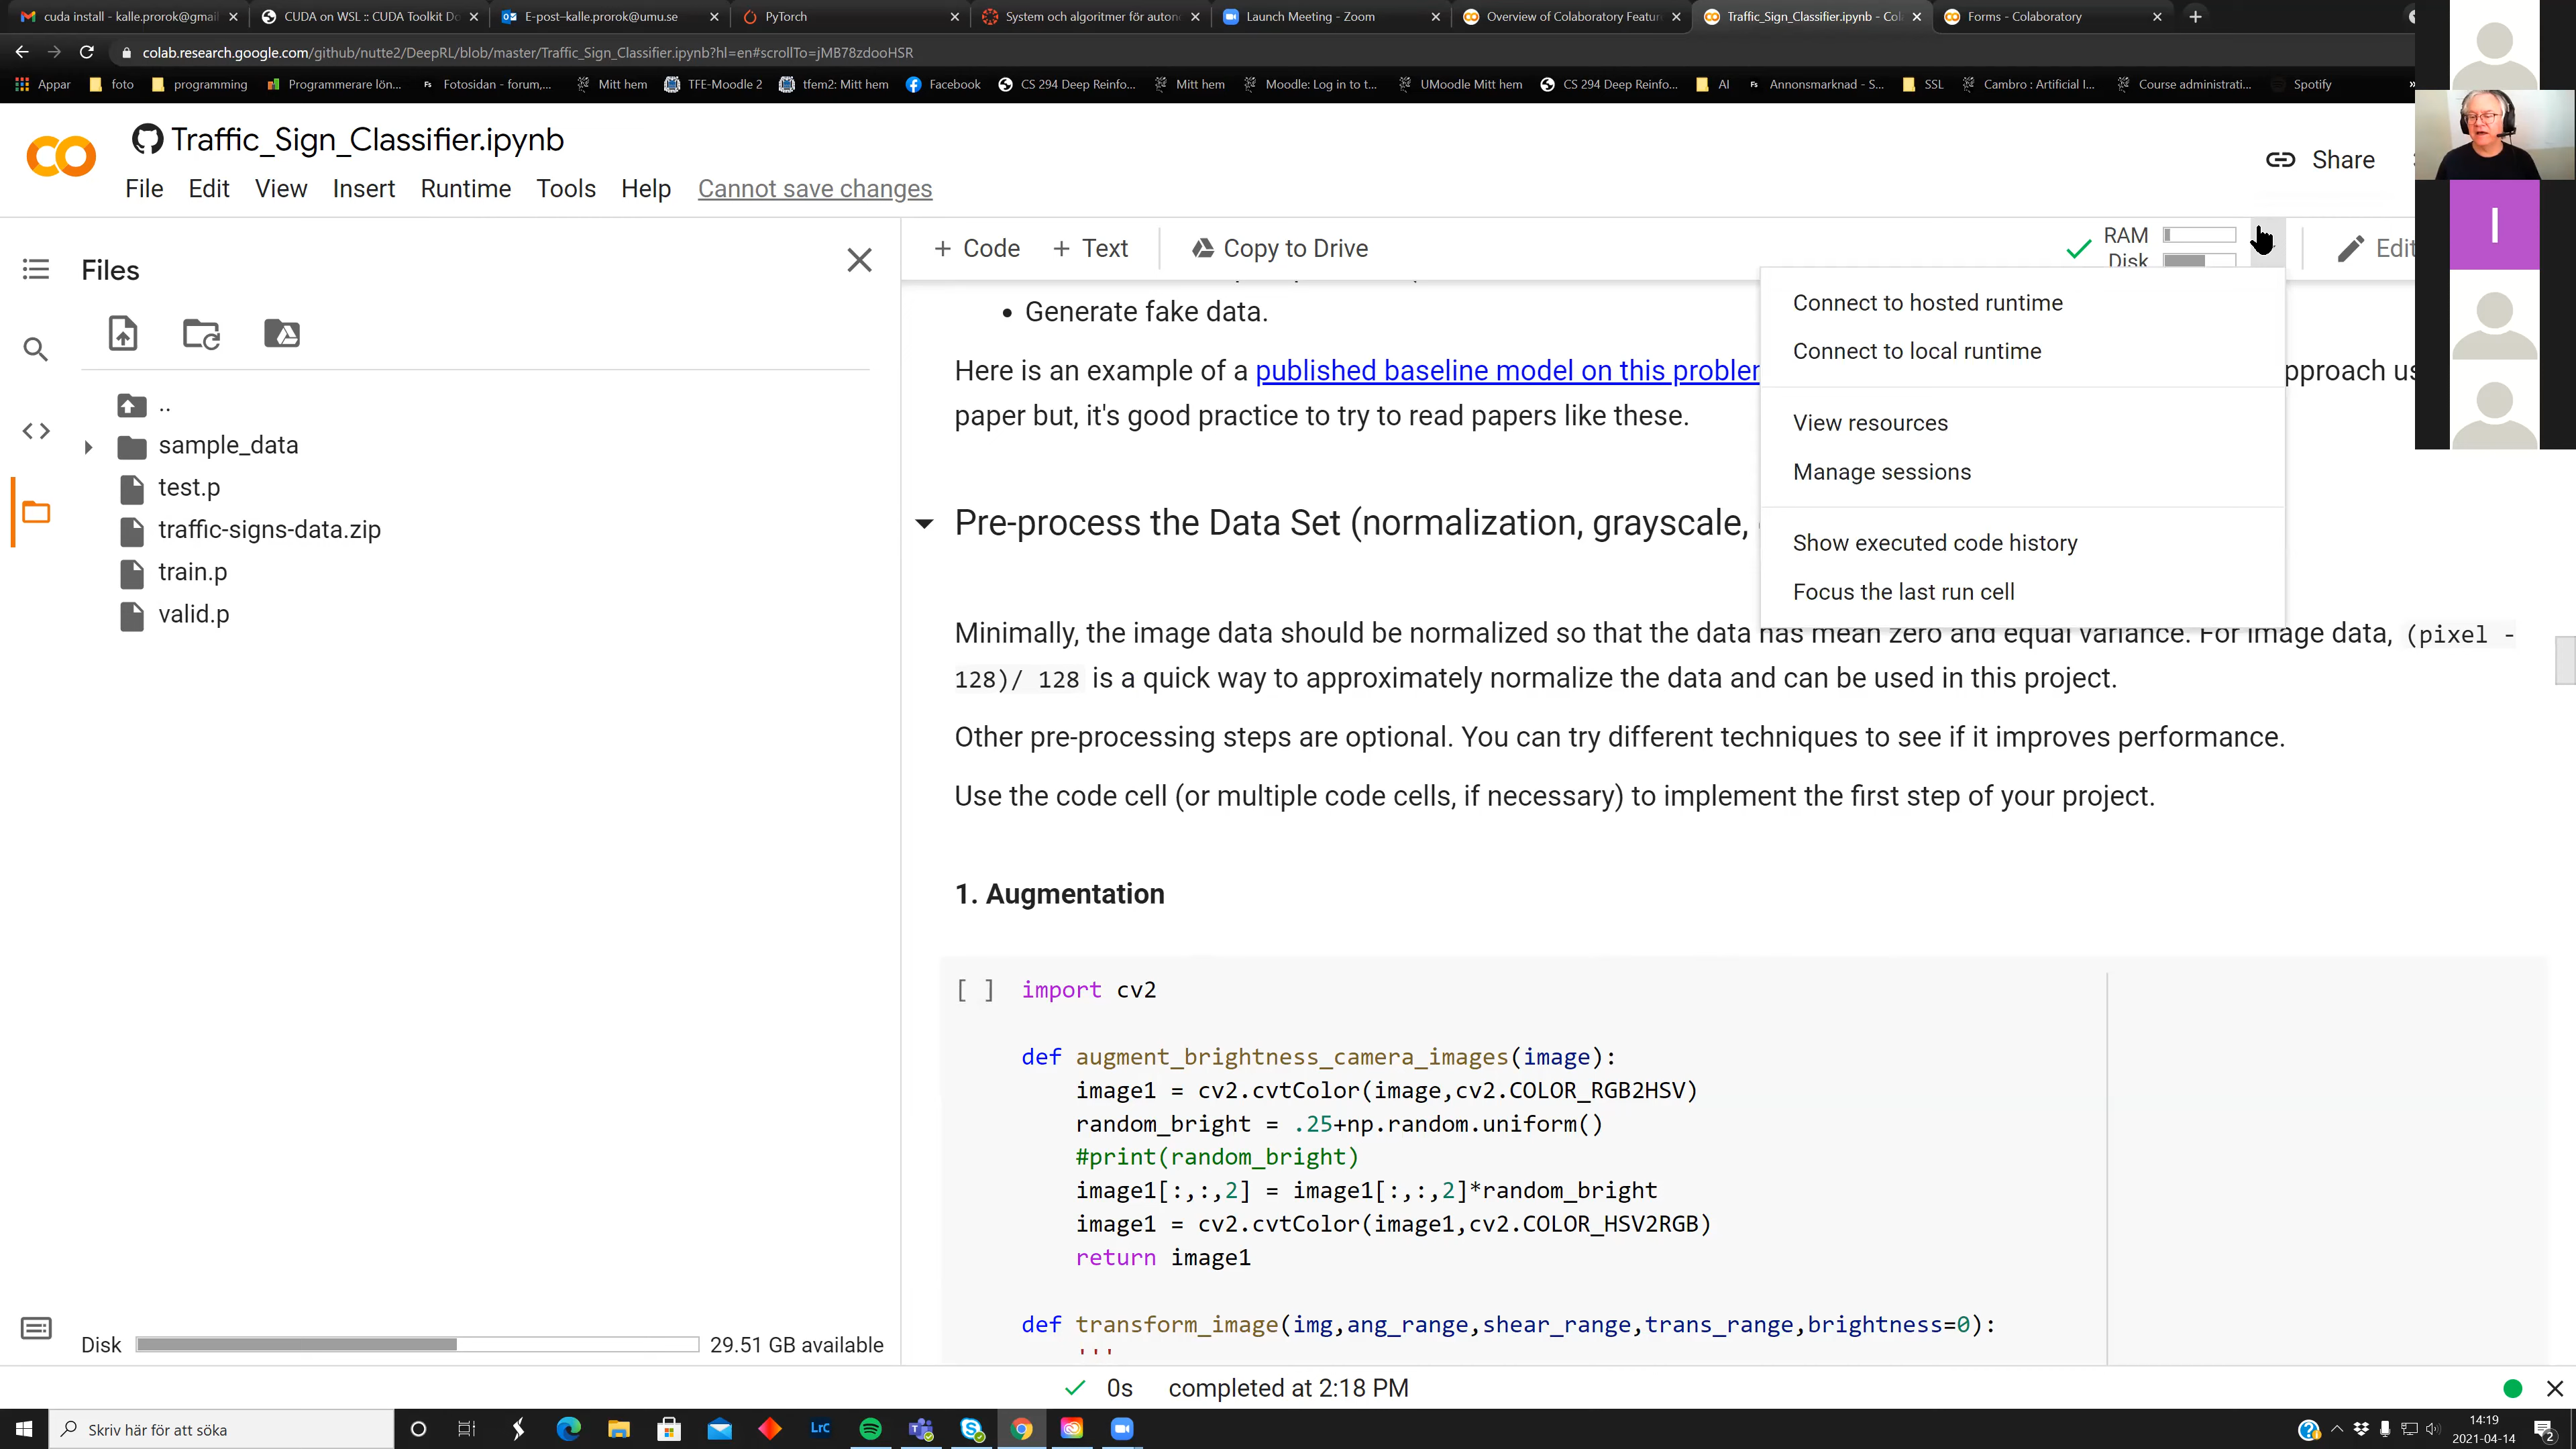 cuda install - kalle.prorok@gmail
CUDA on WSL :: CUDA Toolkit Do
E-post–kalle.prorok@umu.se
PyTorch
System och algoritmer för auton
Launch Meeting - Zoom
Overview of Colaboratory Featur
Traffic_Sign_Classifier.ipynb - Col
Forms - Colaboratory
colab.research.google.com/github/nutte2/DeepRL/blob/master/Traffic_Sign_Classifier.ipynb?hl=en#scrollTo=jMB78zdooHSR
Appar
foto
programming
Programmerare lön...
Fs Fotosidan - forum,...
Mitt hem
TFE-Moodle 2
tfem2: Mitt hem
Facebook
CS 294 Deep Reinfo...
Mitt hem
Moodle: Log in to t...
UMoodle Mitt hem
CS 294 Deep Reinfo...
AI
Fs Annonsmarknad - S...
SSL
Cambro : Artificial I...
Course administrati...
Spotify
»
Traffic_Sign_Classifier.ipynb
Share
File Edit View Insert Runtime Tools Help Cannot save changes
I
+ Code + Text Copy to Drive
RAM
Disk
Edit
Files
..
sample_data
test.p
traffic-signs-data.zip
train.p
valid.p
Disk 29.51 GB available
Connect to hosted runtime
Connect to local runtime
View resources
Manage sessions
Show executed code history
Focus the last run cell
• Generate fake data.
Here is an example of a published baseline model on this problem pproach us
paper but, it's good practice to try to read papers like these.
Pre-process the Data Set (normalization, grayscale,
Minimally, the image data should be normalized so that the data has mean zero and equal variance. For image data, (pixel -
128)/ 128 is a quick way to approximately normalize the data and can be used in this project.
Other pre-processing steps are optional. You can try different techniques to see if it improves performance.
Use the code cell (or multiple code cells, if necessary) to implement the first step of your project.
1. Augmentation
[ ] import cv2
def augment_brightness_camera_images(image):
image1 = cv2.cvtColor(image,cv2.COLOR_RGB2HSV)
random_bright = .25+np.random.uniform()
#print(random_bright)
image1[:,:,2] = image1[:,:,2]*random_bright
image1 = cv2.cvtColor(image1,cv2.COLOR_HSV2RGB)
return image1
def transform_image(img,ang_range,shear_range,trans_range,brightness=0):
'''
0s completed at 2:18 PM
Skriv här för att söka
LrC
14:19
2021-04-14
2